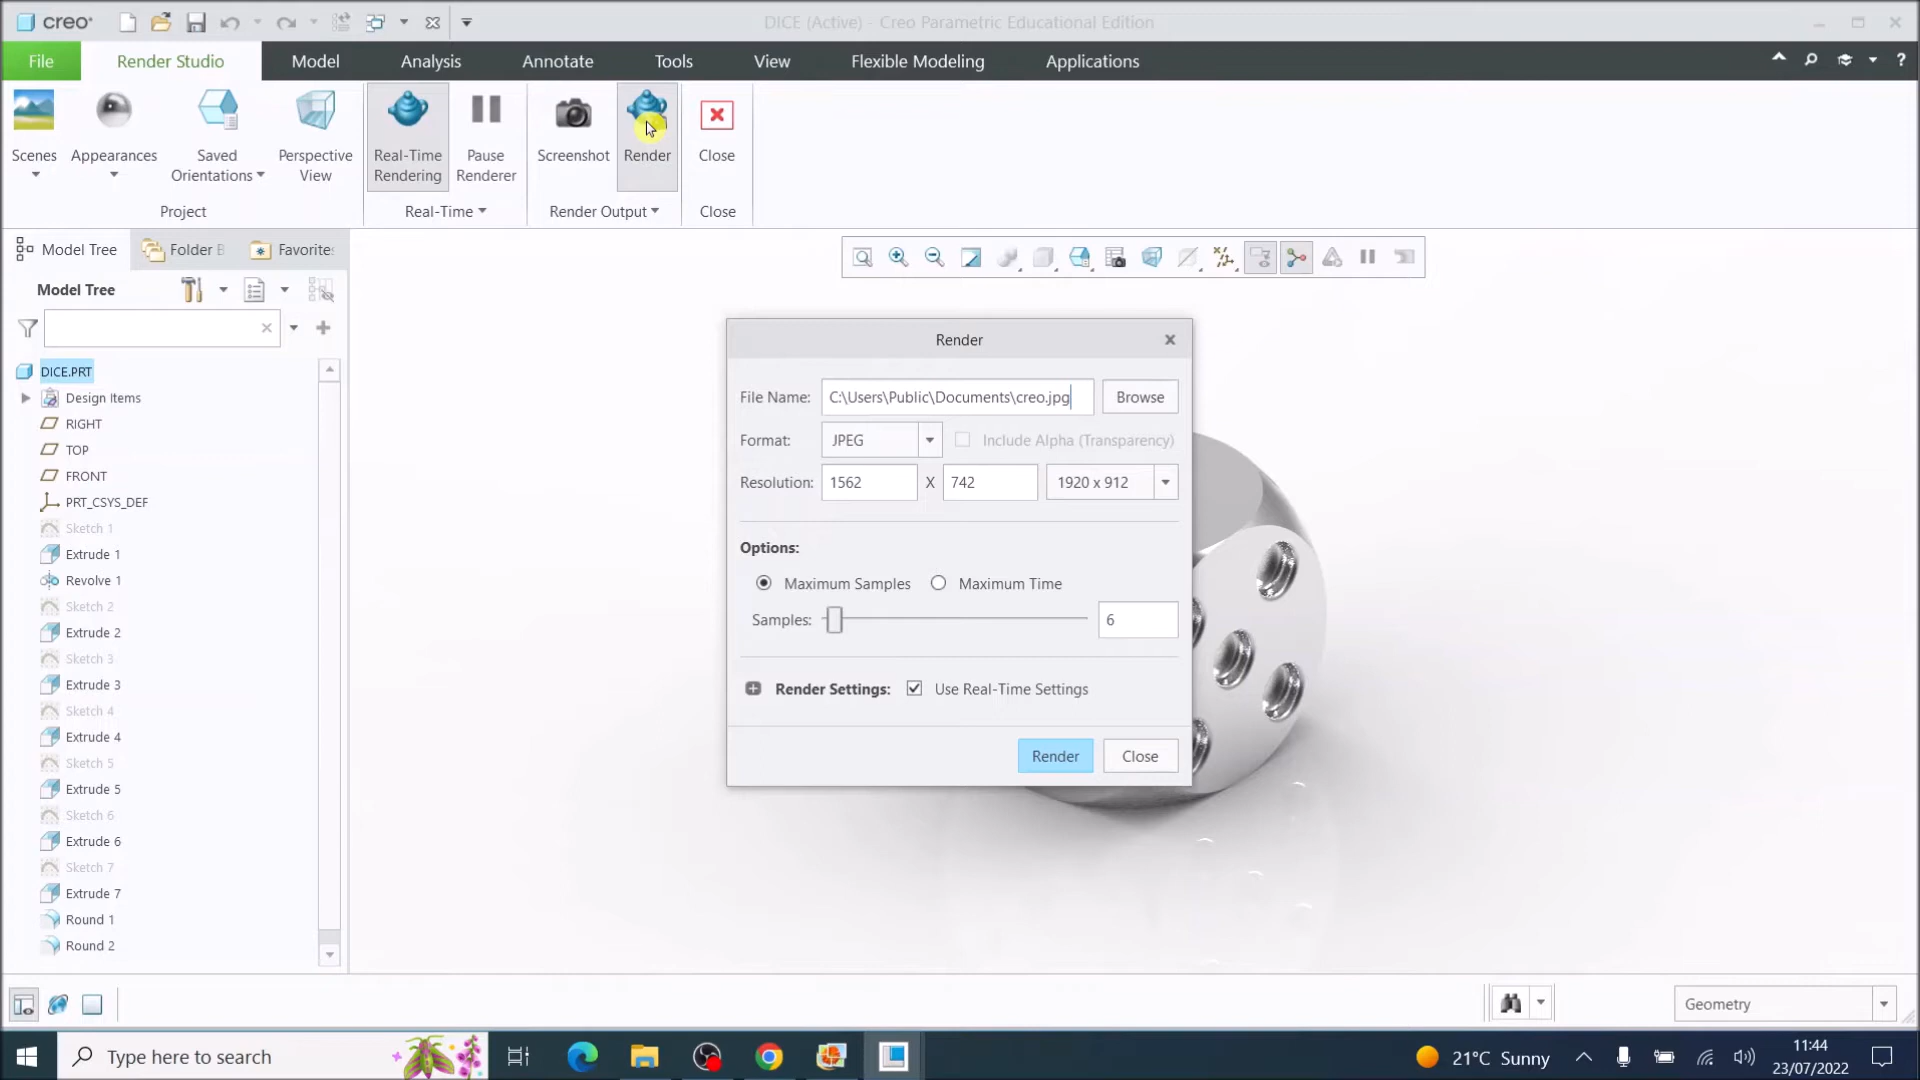 creo
DICE (Active) - Creo Parametric Educational Edition
File
Render Studio
Model
Analysis
Annotate
Tools
View
Flexible Modeling
Applications
Scenes
Appearances
Saved
Orientations
Perspective
View
Real-Time
Rendering
Pause
Renderer
Screenshot
Render
Close
Project
Real-Time
Render Output
Close
Model Tree
Folder B
Favorite
Model Tree
DICE.PRT
Design Items
RIGHT
TOP
FRONT
PRT_CSYS_DEF
Sketch 1
Extrude 1
Revolve 1
Sketch 2
Extrude 2
Sketch 3
Extrude 3
Sketch 4
Extrude 4
Sketch 5
Extrude 5
Sketch 6
Extrude 6
Sketch 7
Extrude 7
Round 1
Round 2
Render
File Name: C:\Users\Public\Documents\creo.jpg Browse
Format: JPEG Include Alpha (Transparency)
Resolution: 1562 X 742 1920 x 912
Options:
Maximum Samples Maximum Time
Samples: 6
Render Settings: Use Real-Time Settings
Render Close
Geometry
Type here to search
21°C Sunny
11:44
23/07/2022